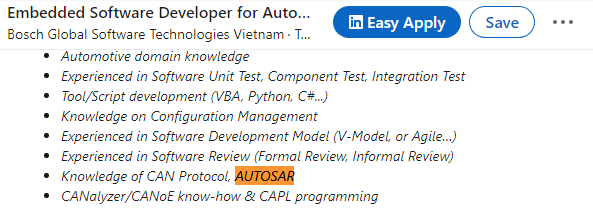 Embedded Software Developer for Auto...
Bosch Global Software Technologies Vietnam · T...
Easy Apply
Save
Automotive domain knowledge
Experienced in Software Unit Test, Component Test, Integration Test
Tool/Script development (VBA, Python, C#...)
Knowledge on Configuration Management
Experienced in Software Development Model (V-Model, or Agile...)
Experienced in Software Review (Formal Review, Informal Review)
Knowledge of CAN Protocol, AUTOSAR
CANalyzer/CANoE know-how & CAPL programming